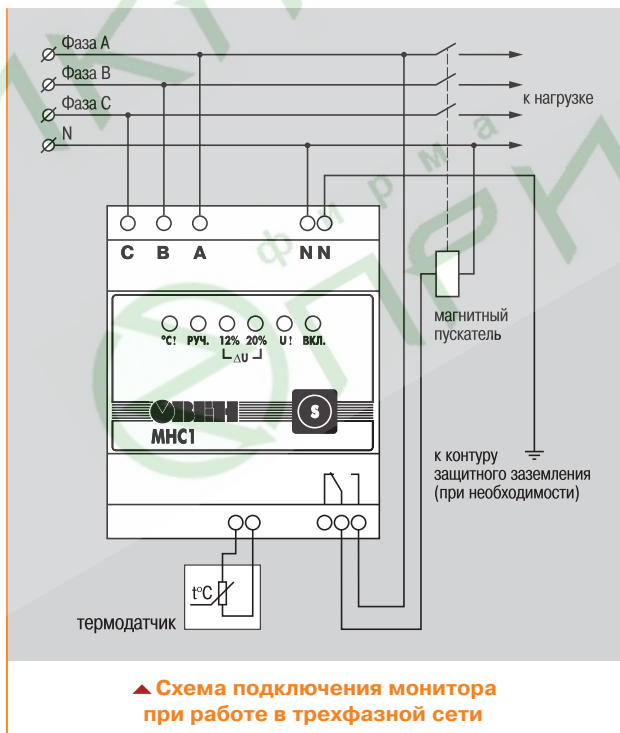 Фаза A
Фаза B
Фаза C
N
к нагрузке
C B A N N
магнитный
пускатель
°C! РУЧ. 12% 20% U! ВКЛ.
ΔU
ОВЕН
S
МНС1
к контуру
защитного заземления
(при необходимости)
t°C
термодатчик
Схема подключения монитора
при работе в трехфазной сети
фирма